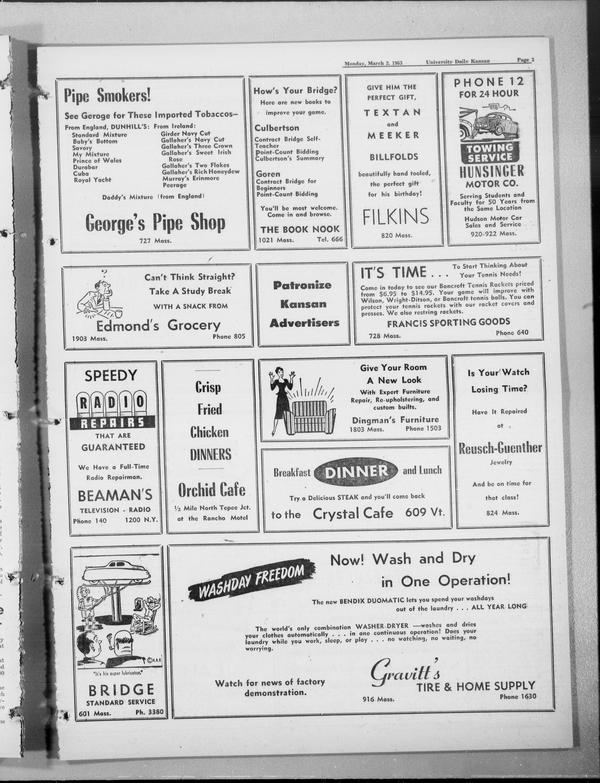 Monday, March 2, 1953 University Daily Kansan Page 3
Pipe Smokers!
See Geroge for These Imported Tobaccos—
From England, DUNHILL'S:
Standard Mixture
Baby's Bottom
Savory
My Mixture
Prince of Wales
Durobar
Cuba
Royal Yacht
From Ireland:
Girder Navy Cut
Gallaher's Navy Cut
Gallaher's Three Crown
Gallaher's Sweet Irish
Rose
Gallaher's Two Flakes
Gallaher's Rich Honeydew
Murray's Erinmore
Peerage
Daddy's Mixture (from England)
George's Pipe Shop
727 Mass.
How's Your Bridge?
Here are new books to
improve your game.
Culbertson
Contract Bridge Self-
Teacher
Point-Count Bidding
Culbertson's Summary
Goren
Contract Bridge for
Beginners
Point-Count Bidding
You'll be most welcome.
Come in and browse.
THE BOOK NOOK
1021 Mass. Tel. 666
GIVE HIM THE
PERFECT GIFT,
TEXTAN
and
MEEKER
BILLFOLDS
beautifully hand tooled,
the perfect gift
for his birthday!
FILKINS
820 Mass.
PHONE 12
FOR 24 HOUR
TOWING
SERVICE
HUNSINGER
MOTOR CO.
Serving Students and
Faculty for 50 Years from
the Same Location
Hudson Motor Car
Sales and Service
920-922 Mass.
Can't Think Straight?
Take A Study Break
WITH A SNACK FROM
Edmond's Grocery
1903 Mass. Phone 805
Patronize
Kansan
Advertisers
IT'S TIME . . . To Start Thinking About
Your Tennis Needs!
Come in today to see our Bancroft Tennis Rackets priced
from $6.95 to $14.95. Your game will improve with
Wilson, Wright-Ditson, or Bancroft tennis balls. You can
protect your tennis rackets with our racket covers and
presses. We also restring rackets.
FRANCIS SPORTING GOODS
728 Mass. Phone 640
SPEEDY
RADIO
REPAIRS
THAT ARE
GUARANTEED
We Have a Full-Time
Radio Repairman.
BEAMAN'S
TELEVISION - RADIO
Phone 140 1200 N.Y.
Crisp
Fried
Chicken
DINNERS
Orchid Cafe
½ Mile North Tepee Jct.
at the Rancho Motel
Give Your Room
A New Look
With Expert Furniture
Repair, Re-upholstering, and
custom builts.
Dingman's Furniture
1803 Mass. Phone 1503
Breakfast DINNER and Lunch
Try a Delicious STEAK and you'll come back
to the Crystal Cafe 609 Vt.
Is Your Watch
Losing Time?
Have It Repaired
at
Reusch-Guenther
Jewelry
And be on time for
that class!
824 Mass.
"It's his super lubrication."
BRIDGE
STANDARD SERVICE
601 Mass. Ph. 3380
WASHDAY FREEDOM
Now! Wash and Dry
in One Operation!
The new BENDIX DUOMATIC lets you spend your washdays
out of the laundry . . . ALL YEAR LONG
The world's only combination WASHER-DRYER —washes and dries
your clothes automatically . . . in one continuous operation! Does your
laundry while you work, sleep, or play . . . no watching, no waiting, no
worrying.
Watch for news of factory
demonstration.
Gravitt's
TIRE & HOME SUPPLY
916 Mass. Phone 1630